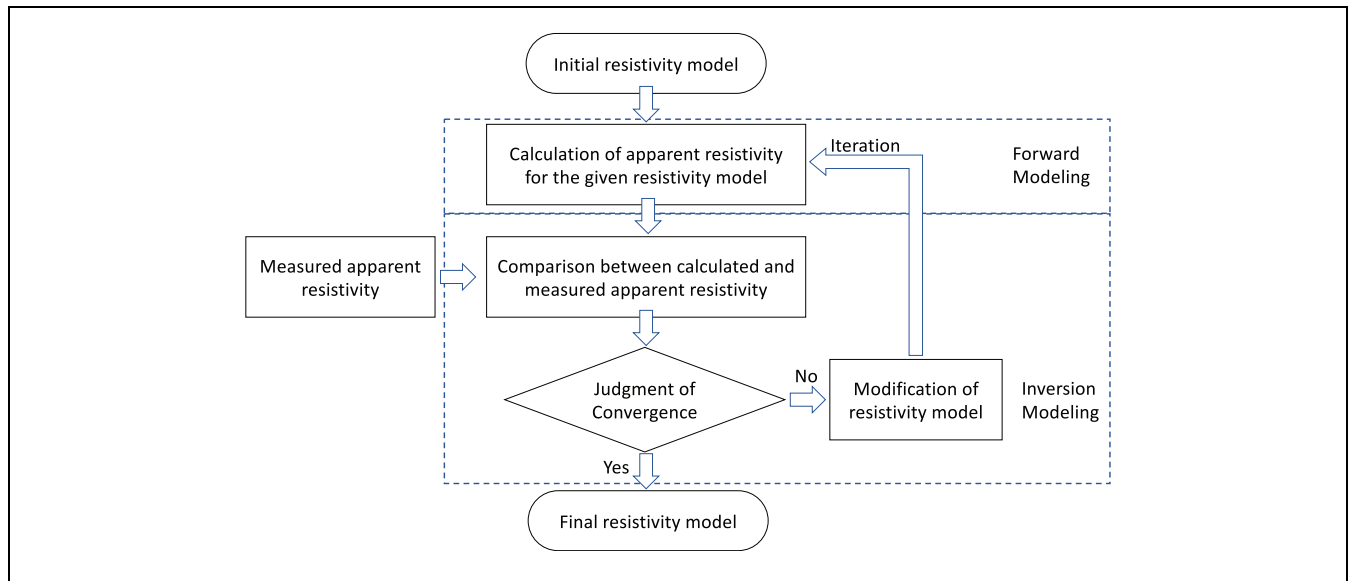 Initial resistivity model
Calculation of apparent resistivity
for the given resistivity model
Iteration
Forward
Modeling
Measured apparent
resistivity
Comparison between calculated and
measured apparent resistivity
Judgment of
Convergence
No
Modification of
resistivity model
Inversion
Modeling
Yes
Final resistivity model